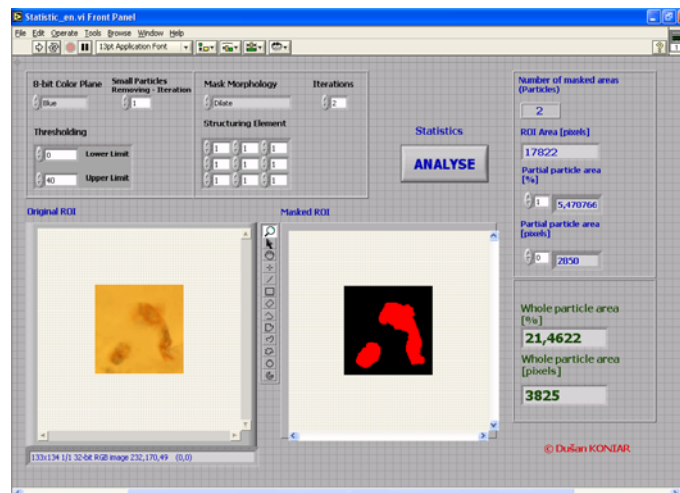 Statistic_en.vi Front Panel
File Edit Operate Tools Browse Window Help
13pt Application Font
8-bit Color Plane
Blue
Small Particles
Removing - Iteration
1
Thresholding
0 Lower Limit
40 Upper Limit
Mask Morphology
Dilate
Iterations
2
Structuring Element
1 1 1
1 1 1
1 1 1
Statistics
ANALYSE
Number of masked areas
(Particles)
2
ROI Area [pixels]
17822
Partial particle area
[%]
1 5,470766
Partial particle area
[pixels]
0 2850
Whole particle area
[%]
21,4622
Whole particle area
[pixels]
3825
Original ROI
Masked ROI
133x134 1/1 32-bit RGB image 232,170,49 (0,0)
© Dušan KONIAR